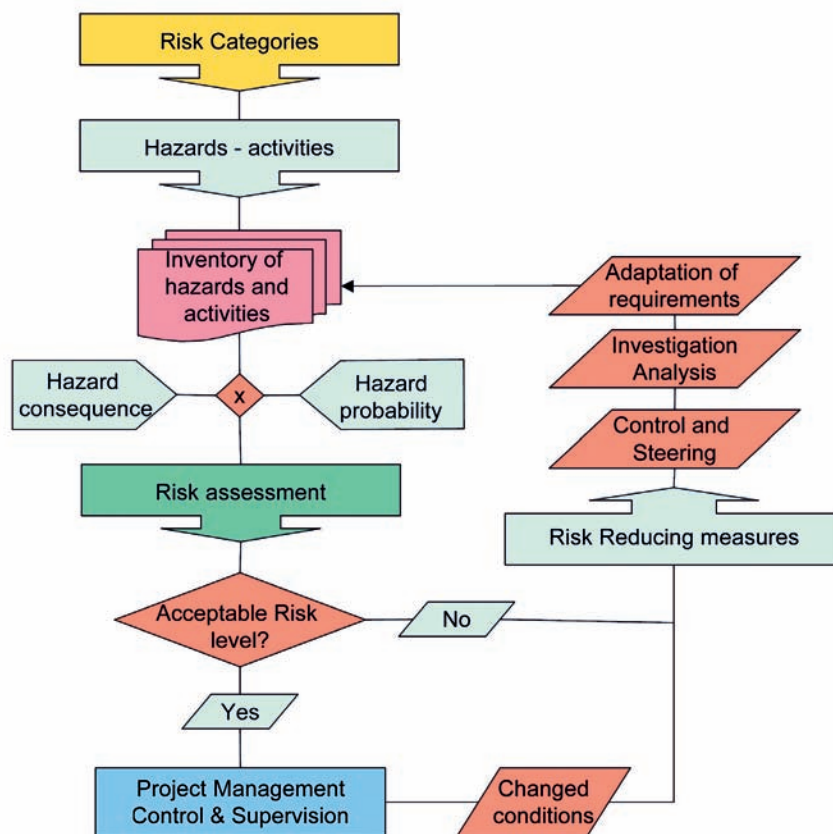 Risk Categories
Hazards - activities
Inventory of
hazards and
activities
Adaptation of
requirements
Investigation
Analysis
Control and
Steering
Risk Reducing measures
Hazard
consequence
x
Hazard
probability
Risk assessment
Acceptable Risk
level?
No
Yes
Project Management
Control & Supervision
Changed
conditions